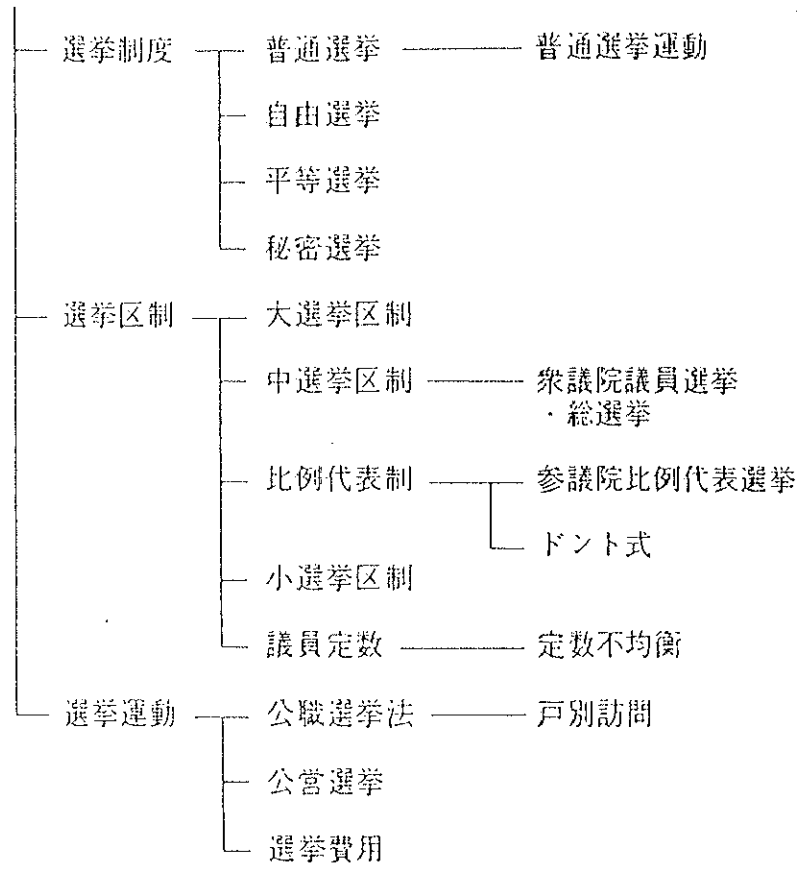 選挙制度 普通選挙 普通選挙運動
自由選挙
平等選挙
秘密選挙
選挙区制 大選挙区制
中選挙区制 衆議院議員選挙
・総選挙
比例代表制 参議院比例代表選挙
ドント式
小選挙区制
議員定数 定数不均衡
選挙運動 公職選挙法 戸別訪問
公営選挙
選挙費用